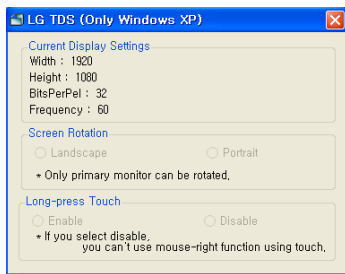 LG TDS (Only Windows XP)
Current Display Settings
Width : 1920
Height : 1080
BitsPerPel : 32
Frequency : 60
Screen Rotation
Landscape Portrait
* Only primary monitor can be rotated,
Long-press Touch
Enable Disable
* If you select disable,
you can't use mouse-right function using touch,